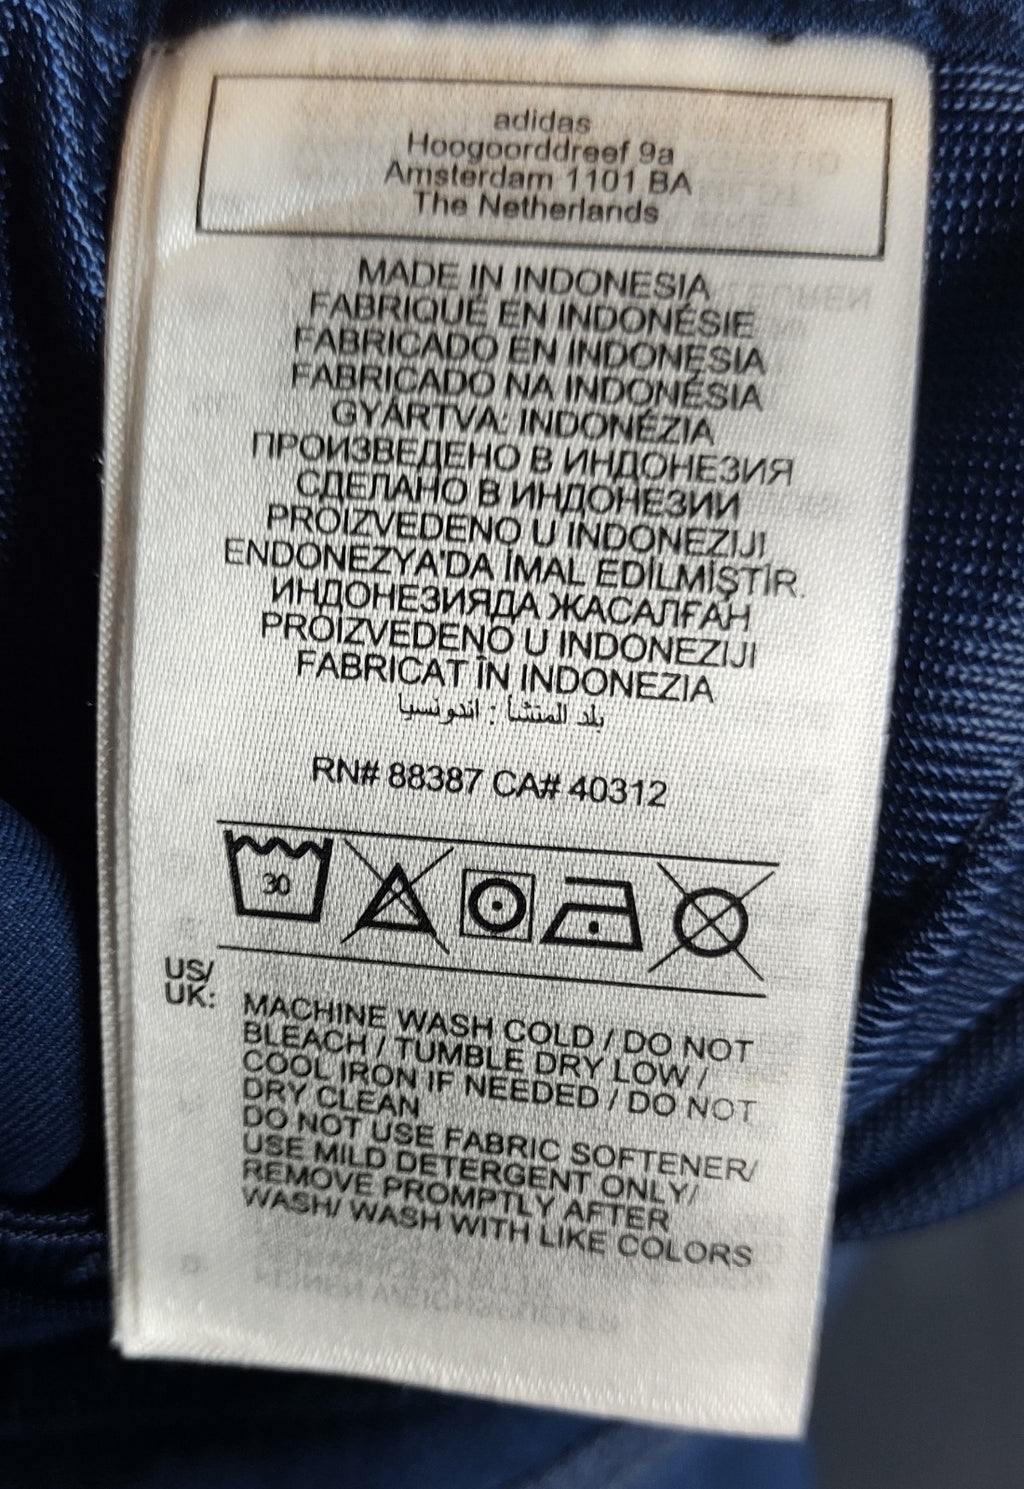 adidas
Hoogoorddreef 9a
Amsterdam 1101 BA
The Netherlands
MADE IN INDONESIA
FABRIQUÉ EN INDONÉSIE
FABRICADO EN INDONESIA
FABRICADO NA INDONÉSIA
GYÁRTVA: INDONÉZIA
ПРОИЗВЕДЕНО В ИНДОНЕЗИЯ
СДЕЛАНО В ИНДОНЕЗИИ
PROIZVEDENO U INDONEZIJI
ENDONEZYA'DA İMAL EDİLMİŞTİR.
ИНДОНЕЗИЯДА ЖАСАЛҒАН
PROIZVEDENO U INDONEZIJI
FABRICAT ÎN INDONEZIA
بلد المنشأ : اندونسيا
RN# 88387 CA# 40312
30
US/
UK:
MACHINE WASH COLD / DO NOT
BLEACH / TUMBLE DRY LOW /
COOL IRON IF NEEDED / DO NOT
DRY CLEAN
DO NOT USE FABRIC SOFTENER/
USE MILD DETERGENT ONLY/
REMOVE PROMPTLY AFTER
WASH/ WASH WITH LIKE COLORS